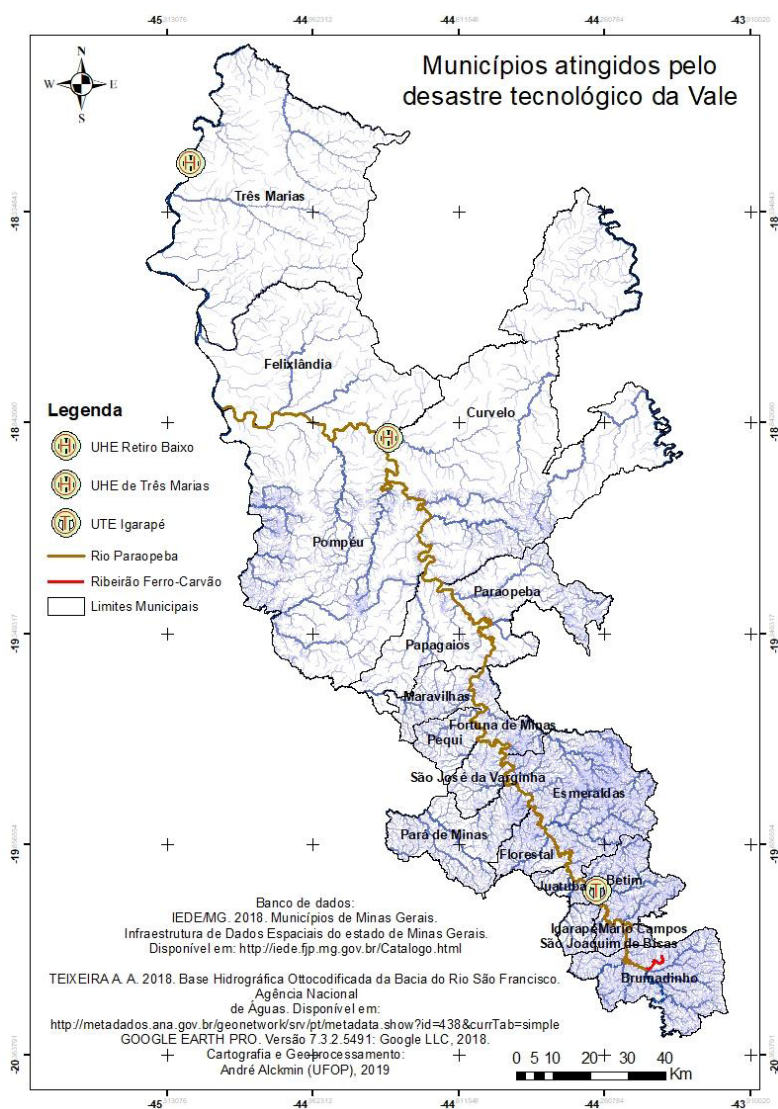 -45 -44 -44 -44 -43
Municípios atingidos pelo
desastre tecnológico da Vale
N
W E
S
H
Três Marias
-18
Felixlândia
Curvelo
Legenda
-18
H
H UHE Retiro Baixo
H UHE de Três Marias
T UTE Igarapé
Pompéu
Rio Paraopeba
Ribeirão Ferro-Carvão
Paraopeba
Limites Municipais
-19
Papagaios
Maravilhas
Fortuna de Minas
Pequi
São José da Varginha
Esmeraldas
Pará de Minas
-19
Florestal
Juatuba
T
Betim
Igarapé Mário Campos
São Joaquim de Bicas
Brumadinho
Banco de dados:
IEDE/MG. 2018. Municípios de Minas Gerais.
Infraestrutura de Dados Espaciais do estado de Minas Gerais.
Disponível em: http://iede.fjp.mg.gov.br/Catalogo.html
TEIXEIRA A. A. 2018. Base Hidrográfica Ottocodificada da Bacia do Rio São Francisco.
Agência Nacional
de Águas. Disponível em:
http://metadados.ana.gov.br/geonetwork/srv/pt/metadata.show?id=438&currTab=simple
GOOGLE EARTH PRO. Versão 7.3.2.5491: Google LLC, 2018.
Cartografia e Geoprocessamento:
André Alckmin (UFOP), 2019
-20
0 5 10 20 30 40
Km
-45 -44 -44 -44 -43